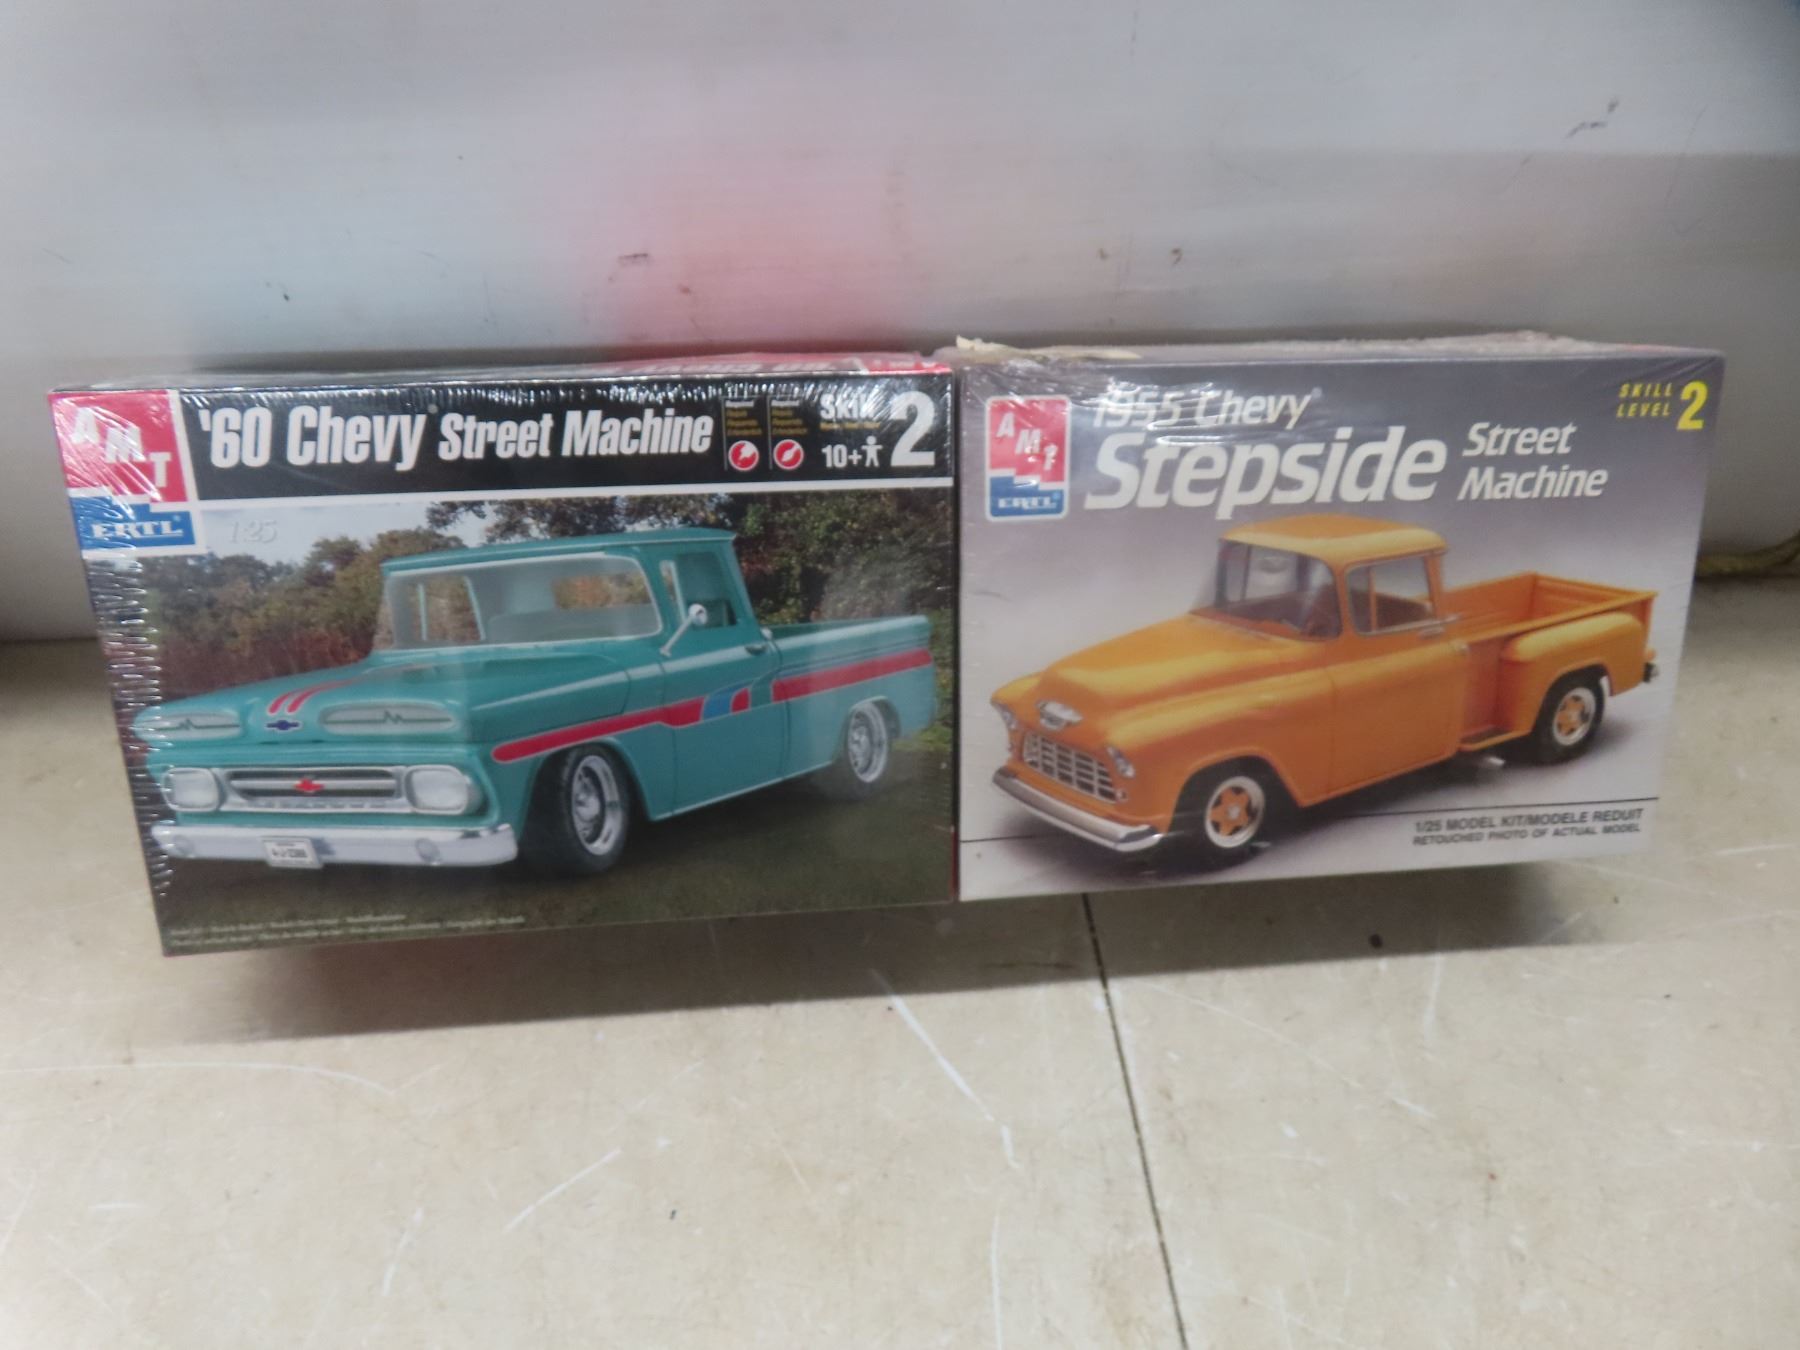 AMT
ERTL
'60 Chevy Street Machine
Skill 2
10+
1:25
AMT
ERTL
1955 Chevy
Stepside Street
Machine
SKILL
LEVEL 2
1/25 MODEL KIT/MODELE REDUIT
RETOUCHED PHOTO OF ACTUAL MODEL